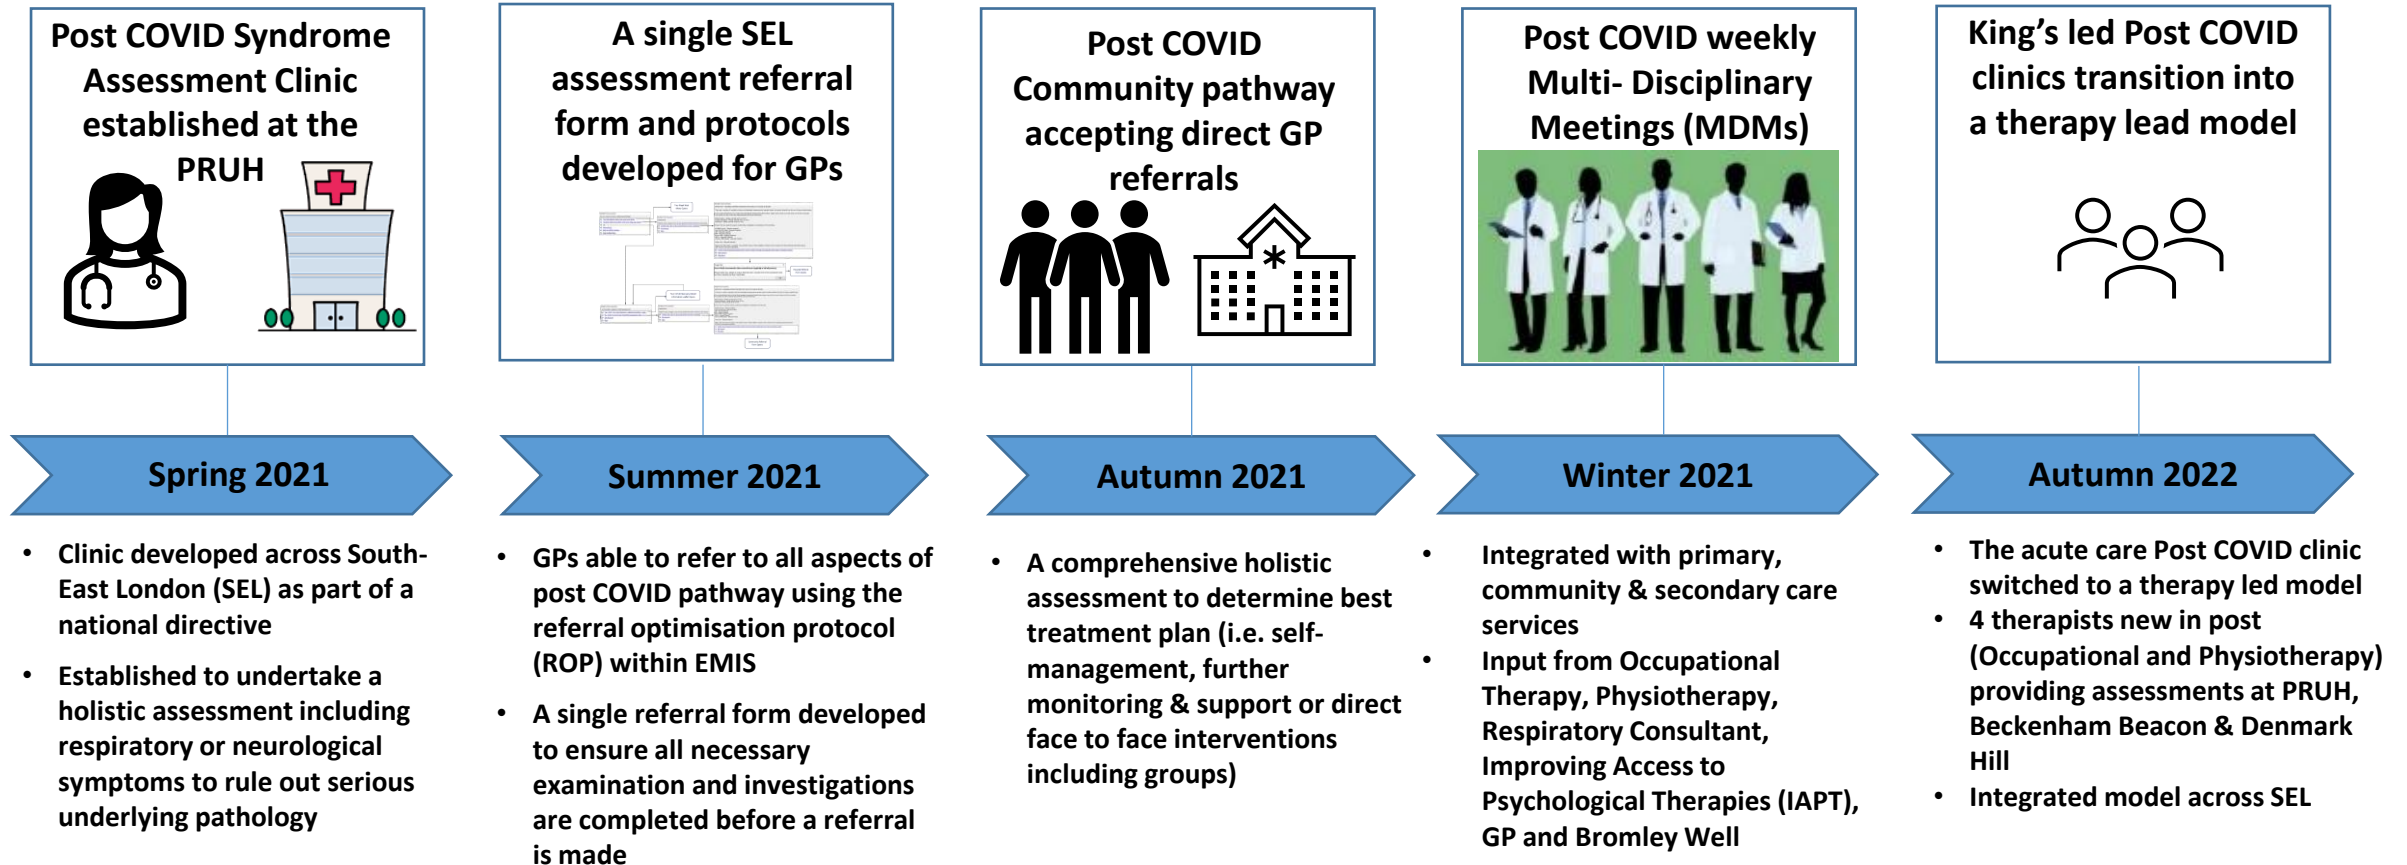 Post COVID Syndrome
Assessment Clinic
established at the
PRUH
A single SEL
assessment referral
form and protocols
developed for GPs
Post COVID
Community pathway
accepting direct GP
referrals
Post COVID weekly
Multi- Disciplinary
Meetings (MDMs)
King’s led Post COVID
clinics transition into
a therapy lead model
Spring 2021
Summer 2021
Autumn 2021
Winter 2021
Autumn 2022
• Clinic developed across South-
East London (SEL) as part of a
national directive
• Established to undertake a
holistic assessment including
respiratory or neurological
symptoms to rule out serious
underlying pathology
• GPs able to refer to all aspects of
post COVID pathway using the
referral optimisation protocol
(ROP) within EMIS
• A single referral form developed
to ensure all necessary
examination and investigations
are completed before a referral
is made
• A comprehensive holistic
assessment to determine best
treatment plan (i.e. self-
management, further
monitoring & support or direct
face to face interventions
including groups)
• Integrated with primary,
community & secondary care
services
• Input from Occupational
Therapy, Physiotherapy,
Respiratory Consultant,
Improving Access to
Psychological Therapies (IAPT),
GP and Bromley Well
• The acute care Post COVID clinic
switched to a therapy led model
• 4 therapists new in post
(Occupational and Physiotherapy)
providing assessments at PRUH,
Beckenham Beacon & Denmark
Hill
• Integrated model across SEL